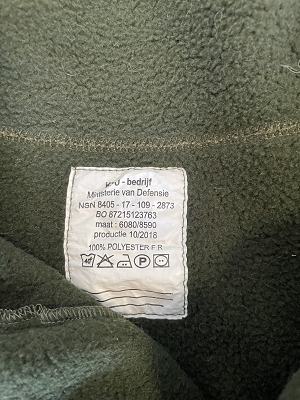 - bedrijf
Ministerie van Defensie
NSN 8405 - 17 - 109 - 2873
BO 87215123763
maat : 6080/8590
productie 10/2018
100% POLYESTER F.R
40 P